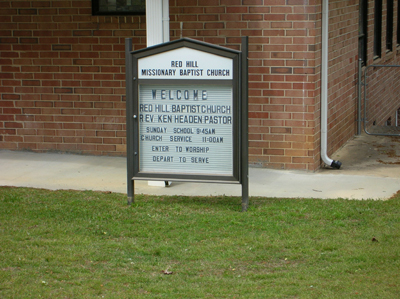 RED HILL
MISSIONARY BAPTIST CHURCH
WELCOME
RED HILL BAPTIST CHURCH
REV. KEN HEADEN PASTOR
SUNDAY SCHOOL 9:45AM
CHURCH SERVICE 11:00AM
ENTER TO WORSHIP
DEPART TO SERVE